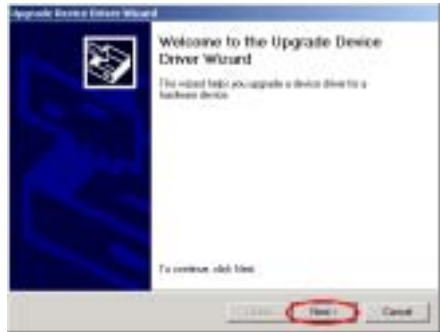 Upgrade Device Driver Wizard
Welcome to the Upgrade Device
Driver Wizard
This wizard helps you upgrade a device driver for a
hardware device.
To continue, click Next.
< Back
Next >
Cancel